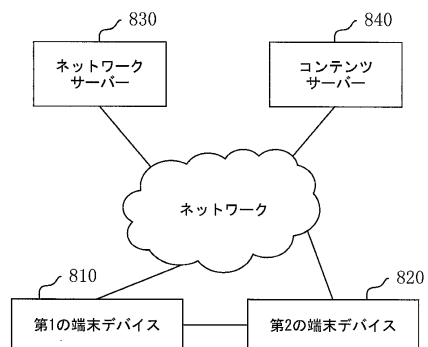 830
840
ネットワーク
サーバー
コンテンツ
サーバー
ネットワーク
810
820
第1の端末デバイス
第2の端末デバイス